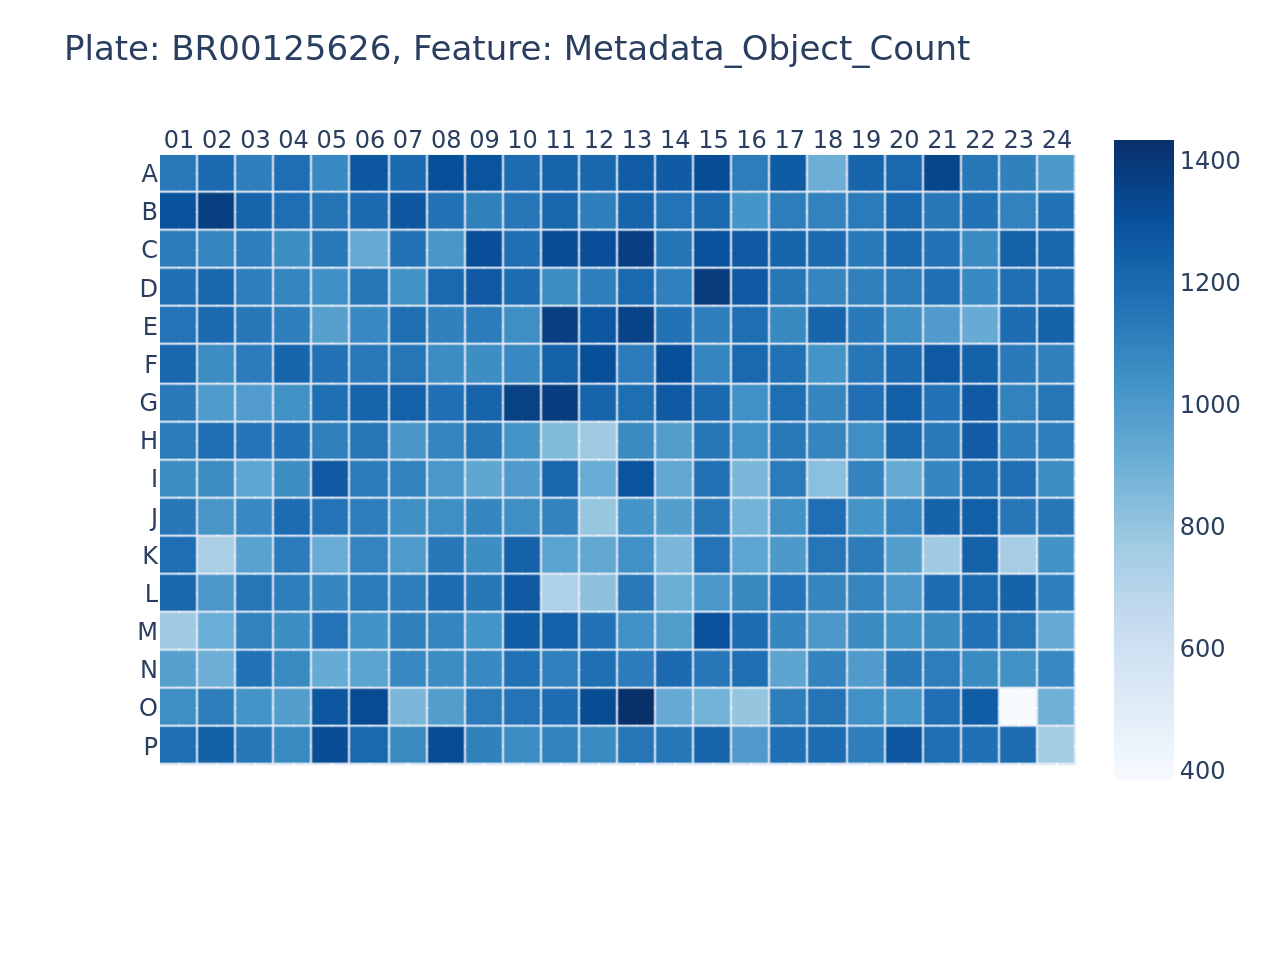 Plate: BR00125626, Feature: Metadata_Object_Count
01 02 03 04 05 06 07 08 09 10 11 12 13 14 15 16 17 18 19 20 21 22 23 24
A
B
C
D
E
F
G
H
I
J
K
L
M
N
O
P
1400
1200
1000
800
600
400